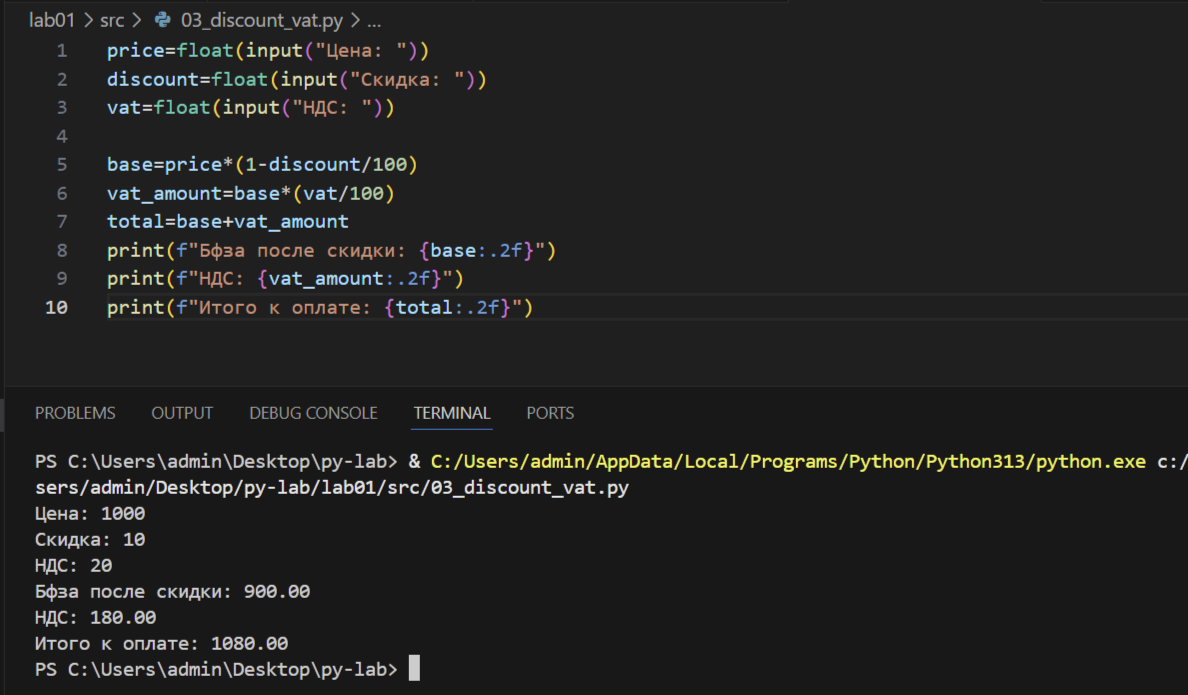 lab01 > src > 03_discount_vat.py > ...
1 price=float(input("Цена: "))
2 discount=float(input("Скидка: "))
3 vat=float(input("НДС: "))
4
5 base=price*(1-discount/100)
6 vat_amount=base*(vat/100)
7 total=base+vat_amount
8 print(f"Бфза после скидки: {base:.2f}")
9 print(f"НДС: {vat_amount:.2f}")
10 print(f"Итого к оплате: {total:.2f}")
PROBLEMS OUTPUT DEBUG CONSOLE TERMINAL PORTS
PS C:\Users\admin\Desktop\py-lab> & C:/Users/admin/AppData/Local/Programs/Python/Python313/python.exe c:/
sers/admin/Desktop/py-lab/lab01/src/03_discount_vat.py
Цена: 1000
Скидка: 10
НДС: 20
Бфза после скидки: 900.00
НДС: 180.00
Итого к оплате: 1080.00
PS C:\Users\admin\Desktop\py-lab>